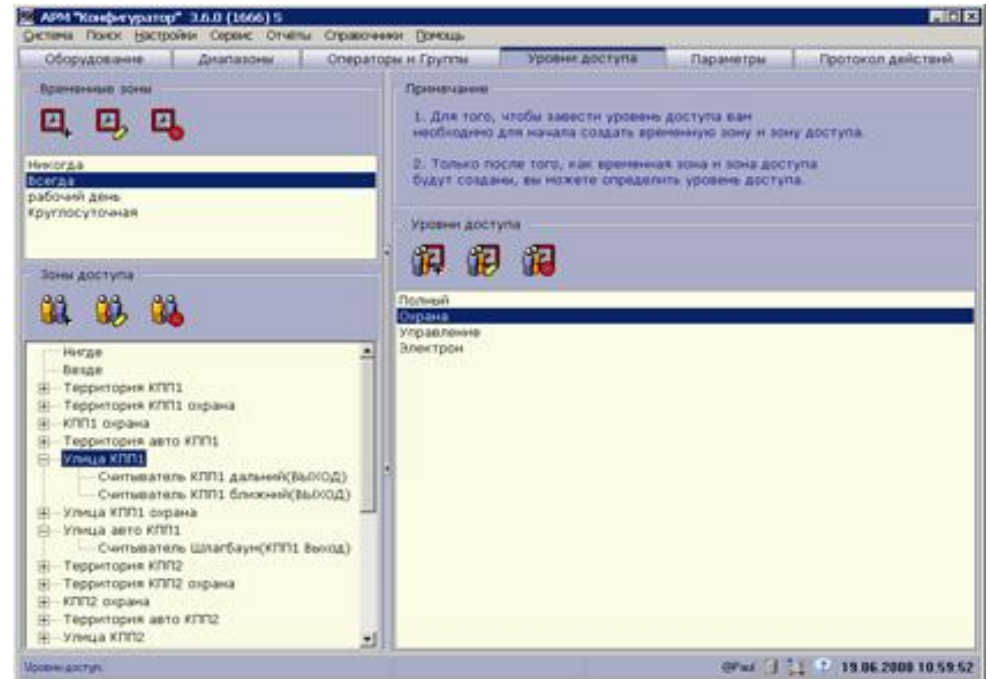 АРМ "Конфигуратор" 3.6.0 (1666) S
Система Поиск Настройки Сервис Отчёты Справочники Помощь
Оборудование Диапазоны Операторы и Группы Уровни доступа Параметры Протокол действий
Временные зоны
Никогда
Всегда
рабочий день
Круглосуточная
Зоны доступа
Нигде
Везде
Территория КПП1
Территория КПП1 охрана
КПП1 охрана
Территория авто КПП1
Улица КПП1
Считыватель КПП1 дальний(ВЫХОД)
Считыватель КПП1 ближний(ВЫХОД)
Улица КПП1 охрана
Улица авто КПП1
Считыватель Шлагбаум(КПП1 Выход)
Территория КПП2
Территория КПП2 охрана
КПП2 охрана
Территория авто КПП2
Улица КПП2
Примечание
1. Для того, чтобы завести уровень доступа вам
необходимо для начала создать временную зону и зону доступа.
2. Только после того, как временная зона и зона доступа
будут созданы, вы можете определить уровень доступа.
Уровни доступа
Полный
Охрана
Управление
Электрон
Уровни доступ.
@Paul 19.06.2008 10:59:52